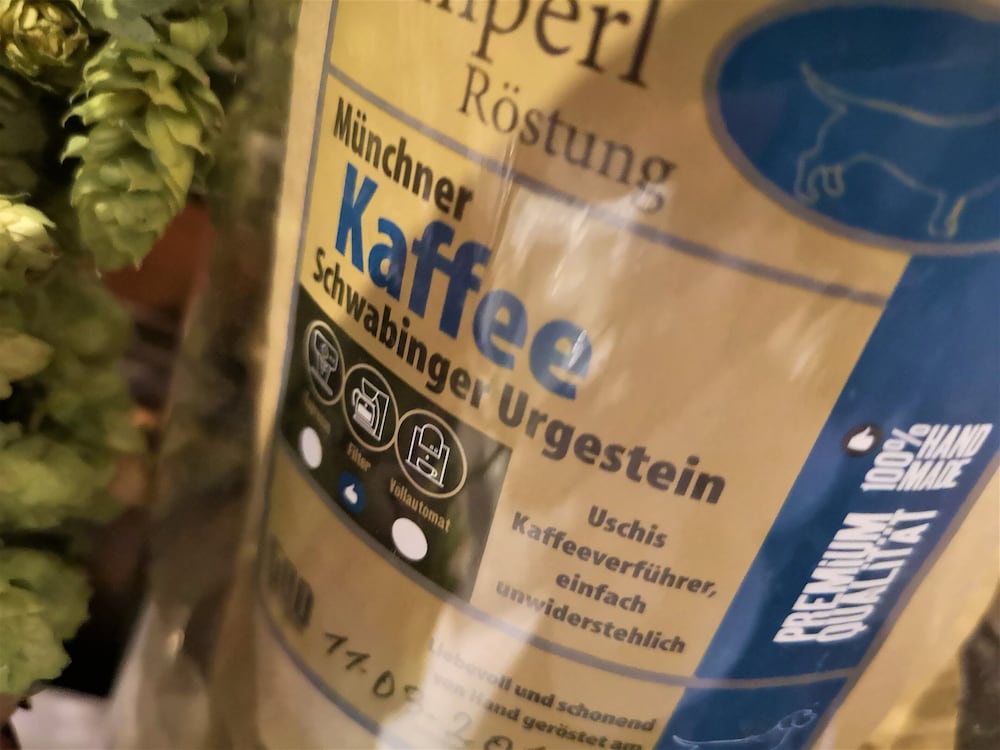 Röstung
Münchner
Kaffee
Schwabinger Urgestein
Filter
Vollautomat
Uschis
Kaffeeverführer,
einfach
unwiderstehlich
Liebevoll und schonend
von Hand geröstet am
100%
HAND
MADE
PREMIUM
QUALITÄT